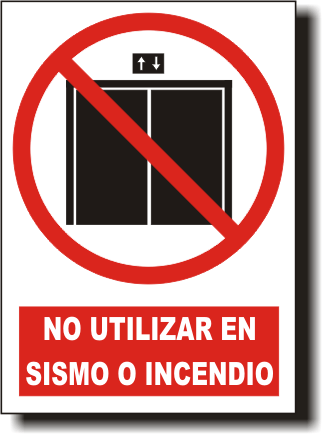 NO UTILIZAR EN
SISMO O INCENDIO